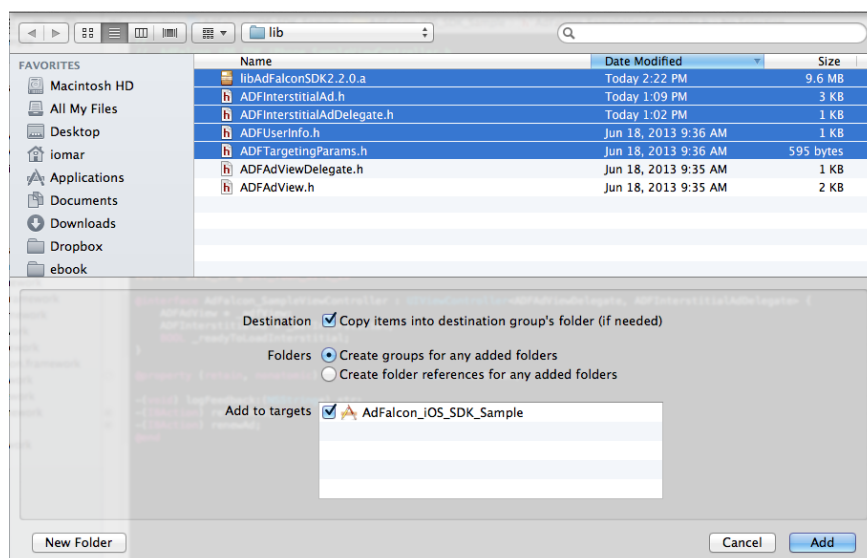 lib
Name Date Modified Size
FAVORITES
Macintosh HD
All My Files
Desktop
iomar
Applications
Documents
Downloads
Dropbox
ebook
libAdFalconSDK2.2.0.a Today 2:22 PM 9.6 MB
h ADFInterstitialAd.h Today 1:09 PM 3 KB
h ADFInterstitialAdDelegate.h Today 1:02 PM 1 KB
h ADFUserInfo.h Jun 18, 2013 9:36 AM 1 KB
h ADFTargetingParams.h Jun 18, 2013 9:36 AM 595 bytes
h ADFAdViewDelegate.h Jun 18, 2013 9:35 AM 1 KB
h ADFAdView.h Jun 18, 2013 9:35 AM 2 KB
Destination Copy items into destination group's folder (if needed)
Folders Create groups for any added folders
Create folder references for any added folders
Add to targets AdFalcon_iOS_SDK_Sample
New Folder Cancel Add